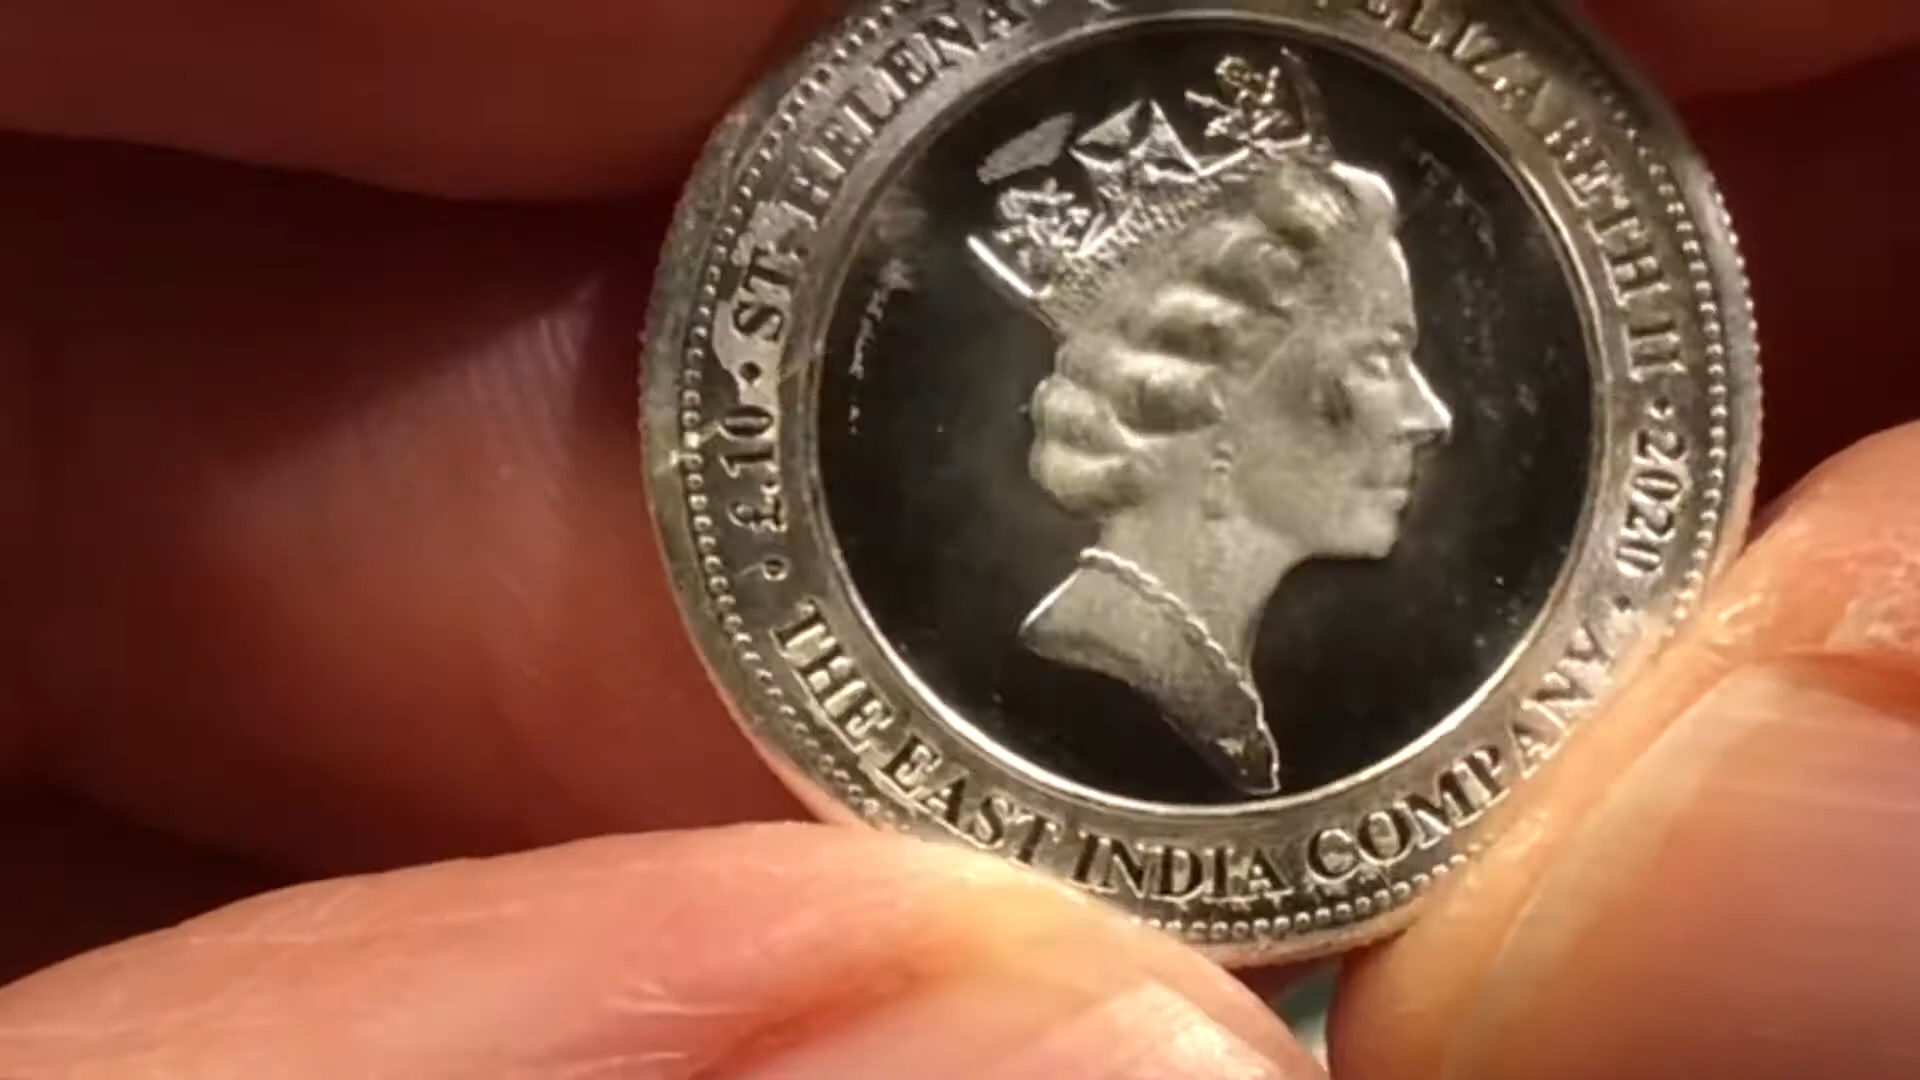 £10 • ST. HELENA
ELIZABETH II • 2020 •
THE EAST INDIA COMPANY